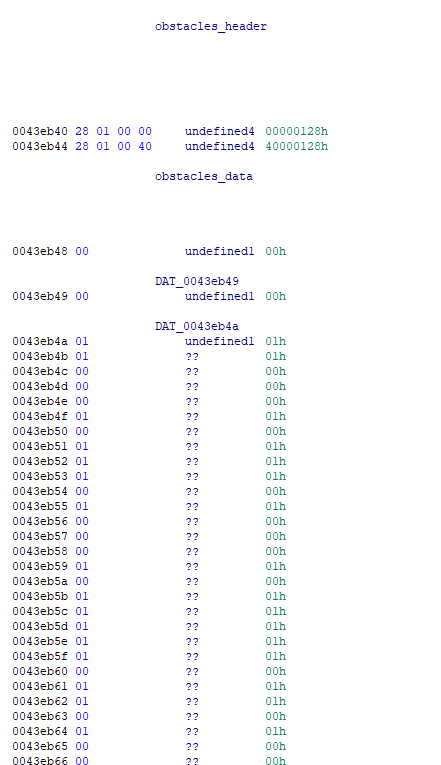 obstacles_header
0043eb40 28 01 00 00 undefined4 00000128h
0043eb44 28 01 00 40 undefined4 40000128h
obstacles_data
0043eb48 00 undefined1 00h
DAT_0043eb49
0043eb49 00 undefined1 00h
DAT_0043eb4a
0043eb4a 01 undefined1 01h
0043eb4b 01 ?? 01h
0043eb4c 00 ?? 00h
0043eb4d 00 ?? 00h
0043eb4e 00 ?? 00h
0043eb4f 01 ?? 01h
0043eb50 00 ?? 00h
0043eb51 01 ?? 01h
0043eb52 01 ?? 01h
0043eb53 01 ?? 01h
0043eb54 00 ?? 00h
0043eb55 01 ?? 01h
0043eb56 00 ?? 00h
0043eb57 00 ?? 00h
0043eb58 00 ?? 00h
0043eb59 01 ?? 01h
0043eb5a 00 ?? 00h
0043eb5b 01 ?? 01h
0043eb5c 01 ?? 01h
0043eb5d 01 ?? 01h
0043eb5e 01 ?? 01h
0043eb5f 01 ?? 01h
0043eb60 00 ?? 00h
0043eb61 01 ?? 01h
0043eb62 01 ?? 01h
0043eb63 00 ?? 00h
0043eb64 01 ?? 01h
0043eb65 00 ?? 00h
0043eb66 00 ?? 00h